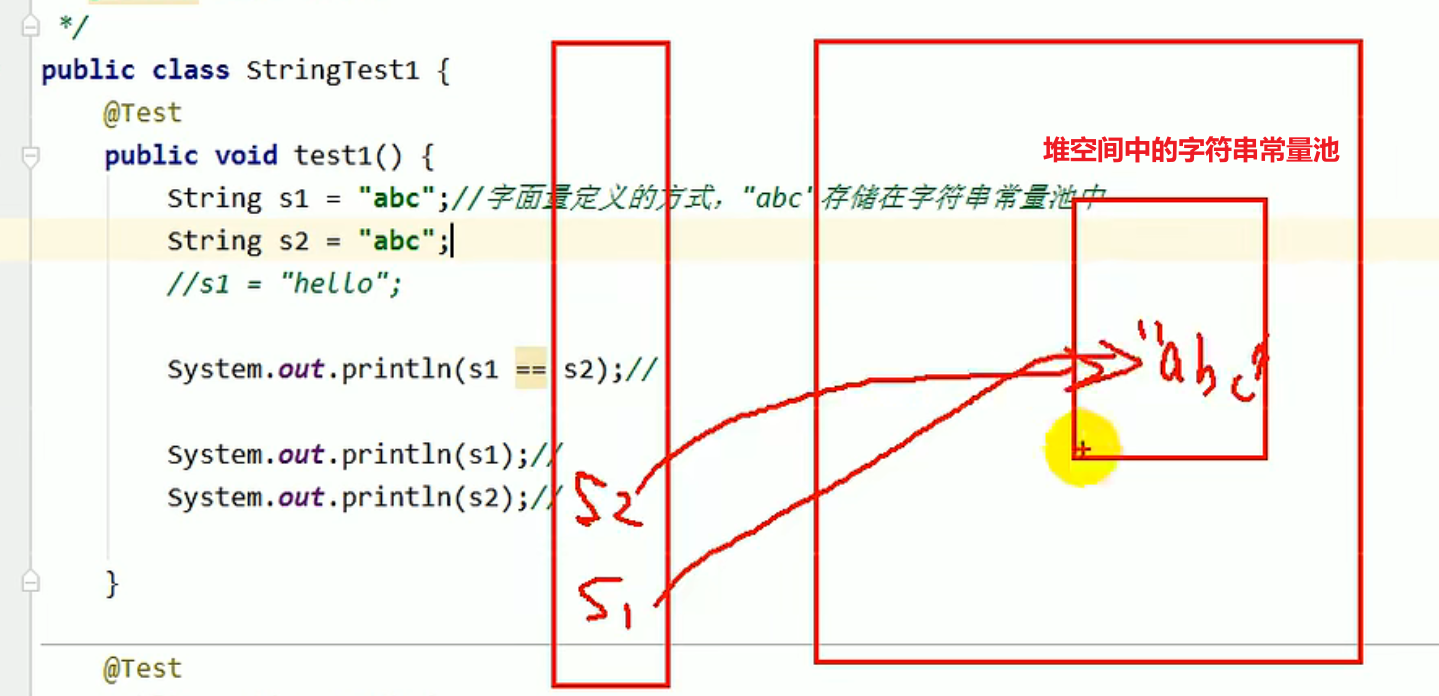 */
public class StringTest1 {
@Test
public void test1() {
堆空间中的字符串常量池
String s1 = "abc";//字面量定义的方式，"abc"存储在字符串常量池中
String s2 = "abc";
//s1 = "hello";
"abc"
System.out.println(s1 == s2);//
System.out.println(s1);//
System.out.println(s2);//
S2
S1
}
@Test